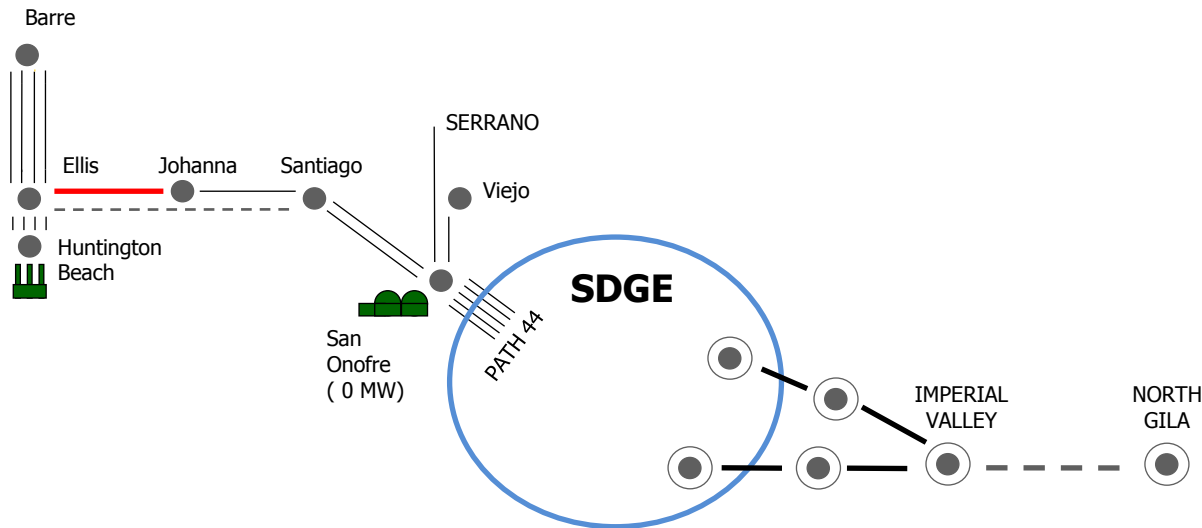 Barre
SERRANO
Ellis
Johanna
Santiago
Viejo
Huntington
Beach
SDGE
San
Onofre
( 0 MW)
PATH 44
IMPERIAL
VALLEY
NORTH
GILA